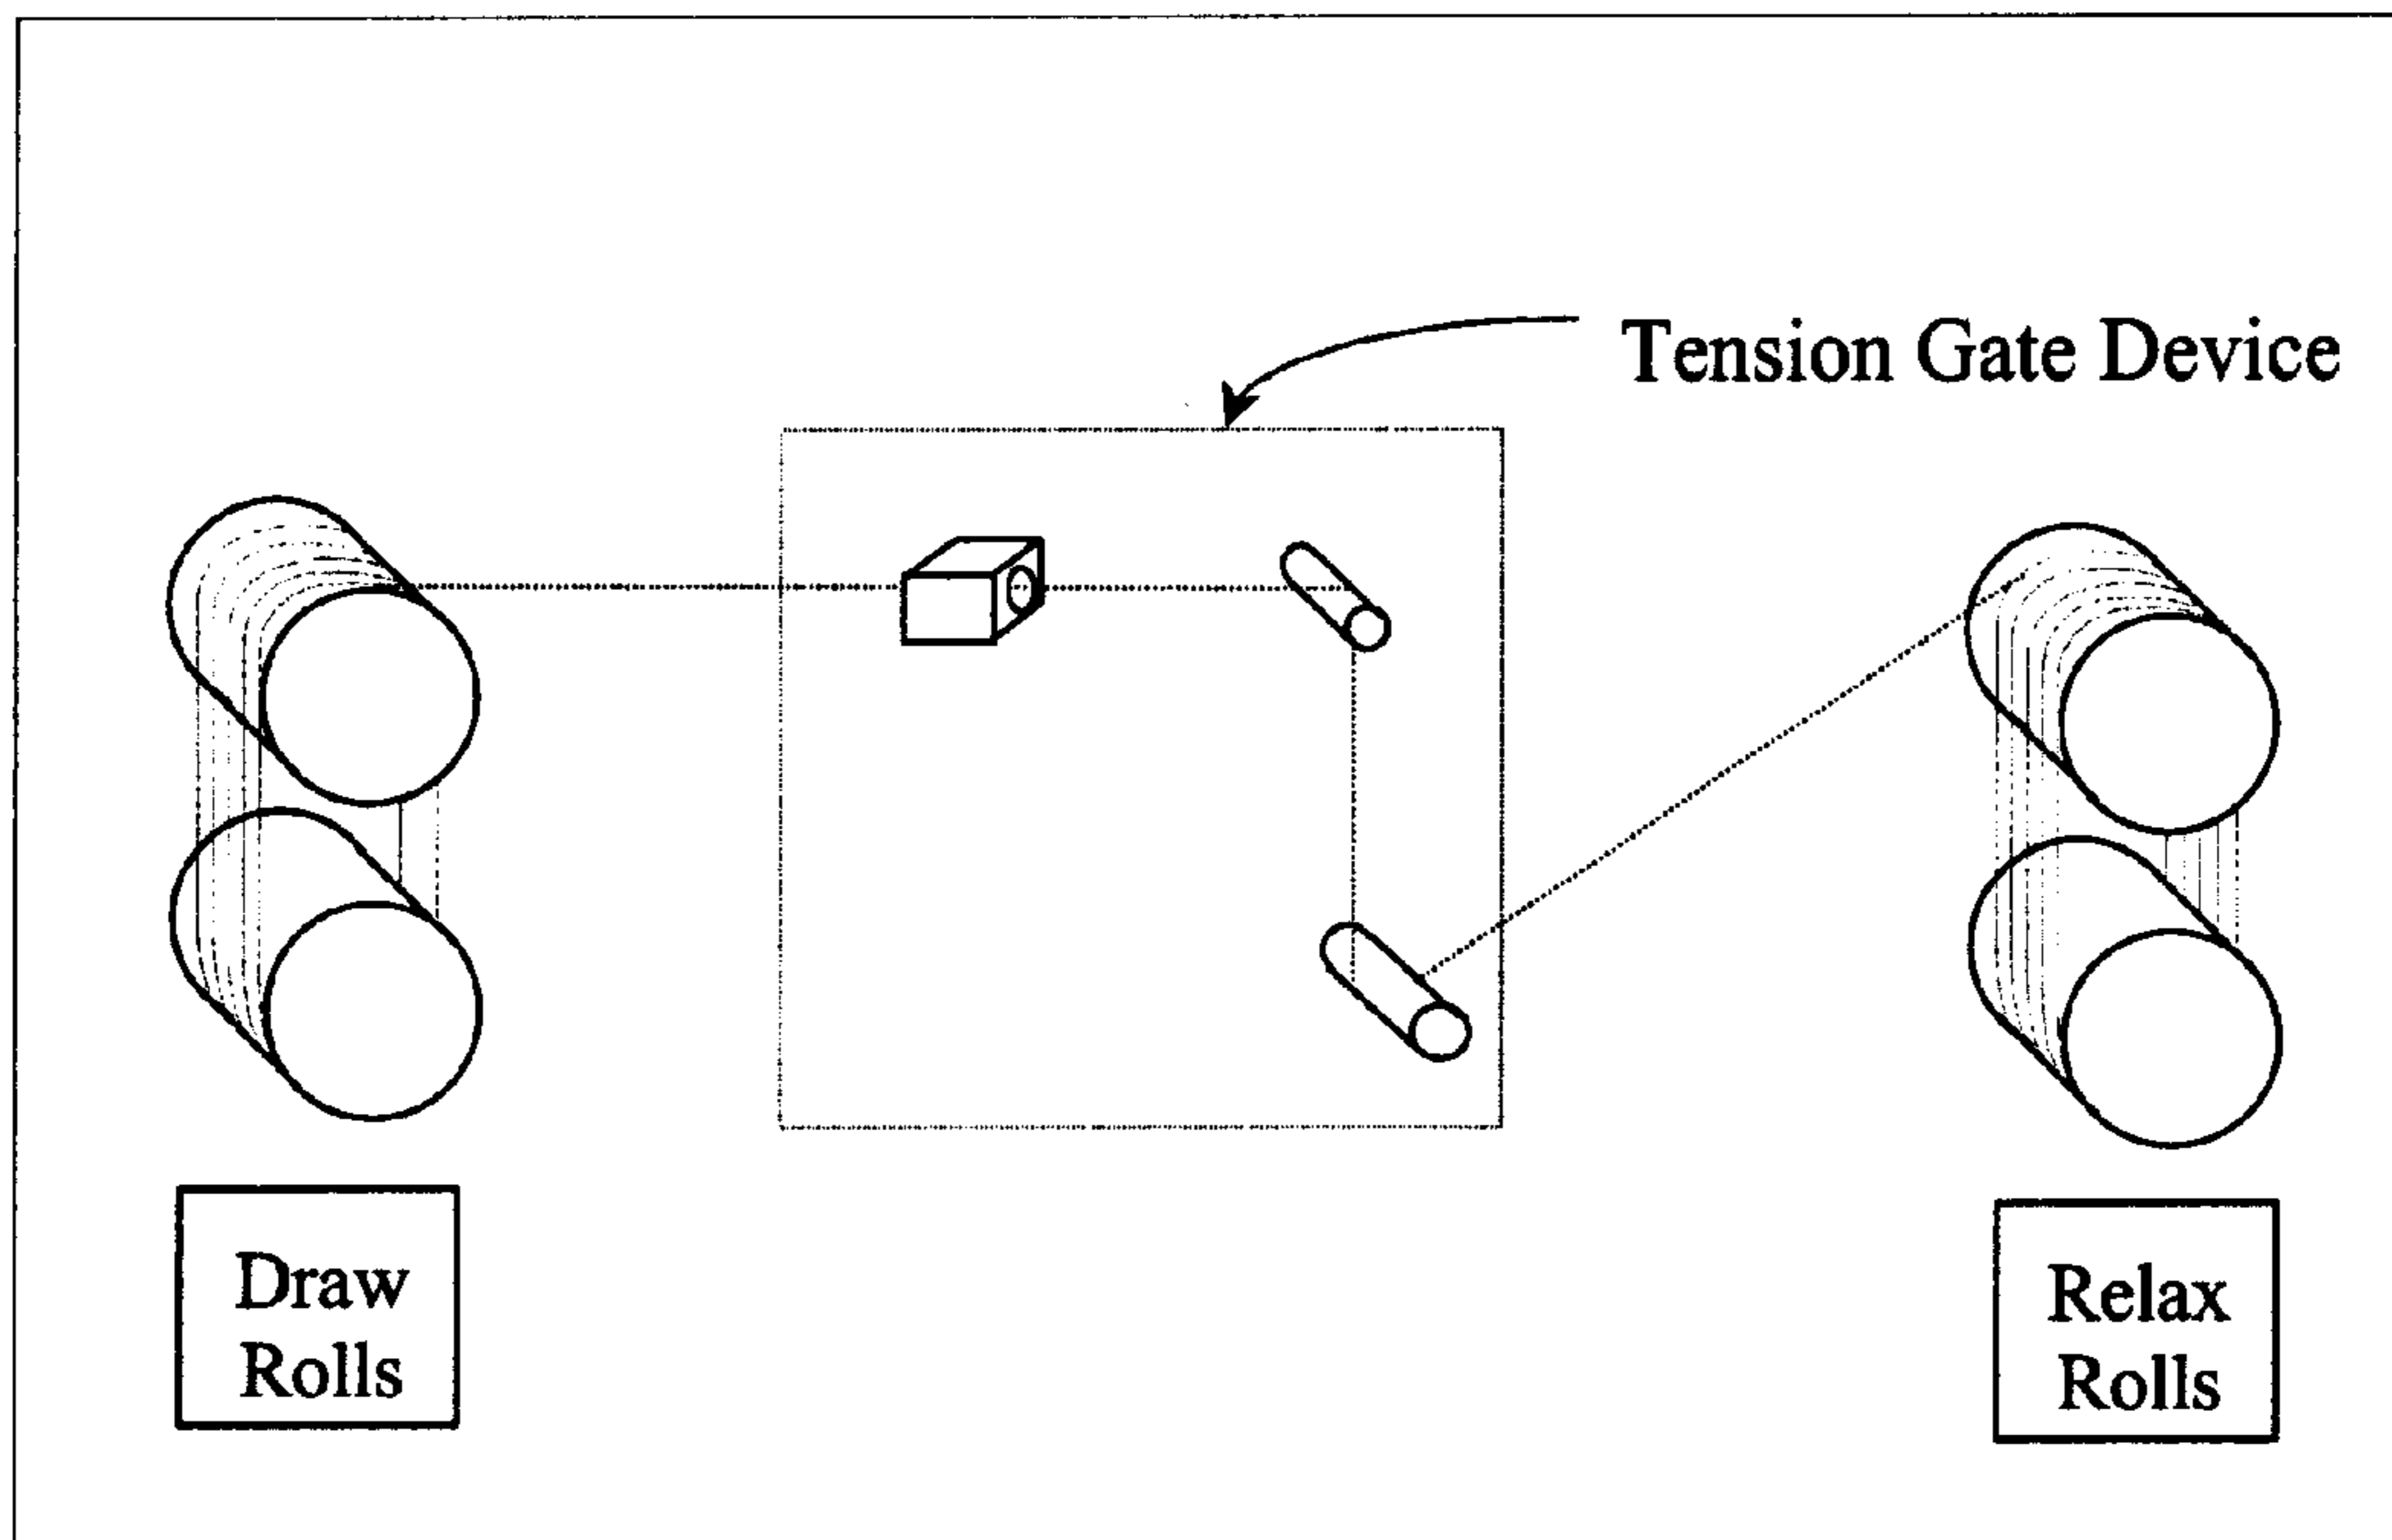 Tension Gate Device
Draw
Rolls
Relax
Rolls